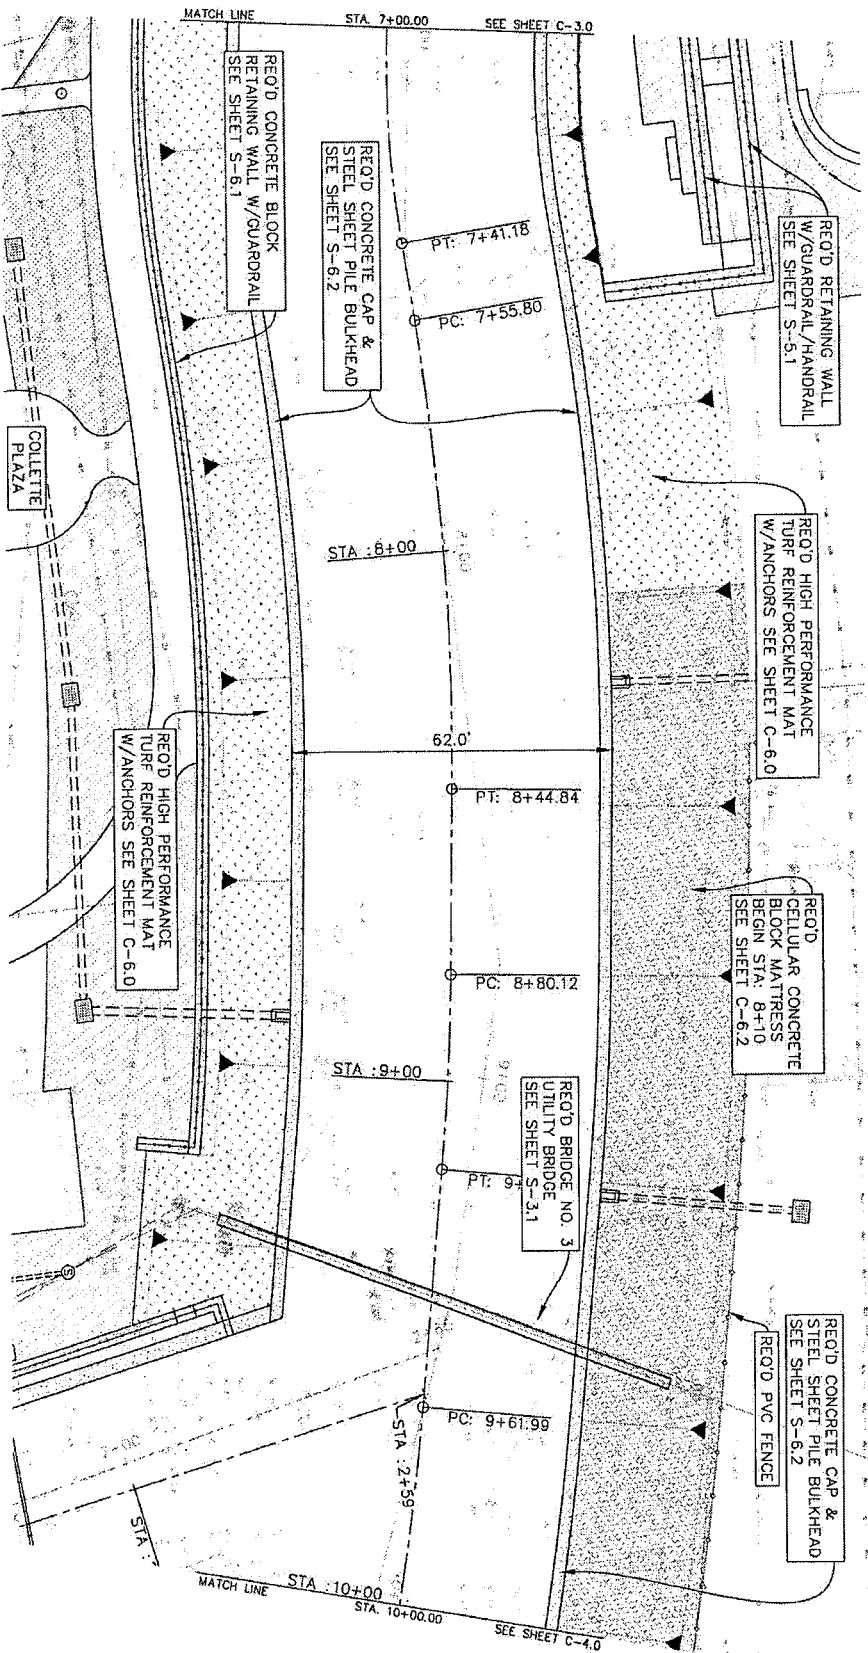 MATCH LINE
STA. 7+00.00
SEE SHEET C-3.0
REQ'D CONCRETE BLOCK
RETAINING WALL W/GUARDRAIL
SEE SHEET S-6.1
REQ'D CONCRETE CAP &
STEEL SHEET PILE BULKHEAD
SEE SHEET S-6.2
PT: 7+41.18
PC: 7+55.80
REQ'D RETAINING WALL
W/GUARDRAIL/HANDRAIL
SEE SHEET S-5.1
COLLETTE
PLAZA
STA : 8+00
8+00
REQ'D HIGH PERFORMANCE
TURF REINFORCEMENT MAT
W/ANCHORS SEE SHEET C-6.0
62.0'
PT: 8+44.84
REQ'D HIGH PERFORMANCE
TURF REINFORCEMENT MAT
W/ANCHORS SEE SHEET C-6.0
REQ'D
CELLULAR CONCRETE
BLOCK MATTRESS
BEGIN STA. 8+10
SEE SHEET C-6.2
PC: 8+80.12
STA : 9+00
9+00
REQ'D BRIDGE NO. 3
UTILITY BRIDGE
SEE SHEET S-3.1
PT: 9+
S
REQ'D CONCRETE CAP &
STEEL SHEET PILE BULKHEAD
SEE SHEET S-6.2
REQ'D PVC FENCE
PC: 9+61.99
STA : 2+59
STA :
MATCH LINE
STA : 10+00
STA. 10+00.00
SEE SHEET C-4.0